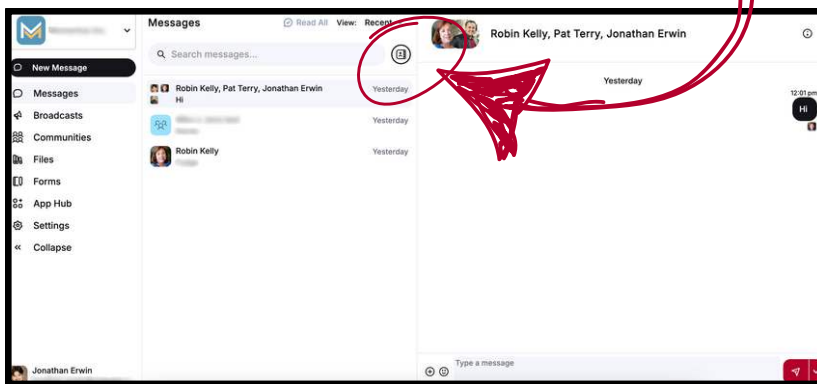 Messages
Read All View: Recent
Search messages...
New Message
Messages
Broadcasts
Communities
Files
Forms
App Hub
Settings
Collapse
Jonathan Erwin
Robin Kelly, Pat Terry, Jonathan Erwin
Yesterday
Hi
Yesterday
Robin Kelly
Yesterday
Robin Kelly, Pat Terry, Jonathan Erwin
Yesterday
12:01 pm
Hi
Type a message